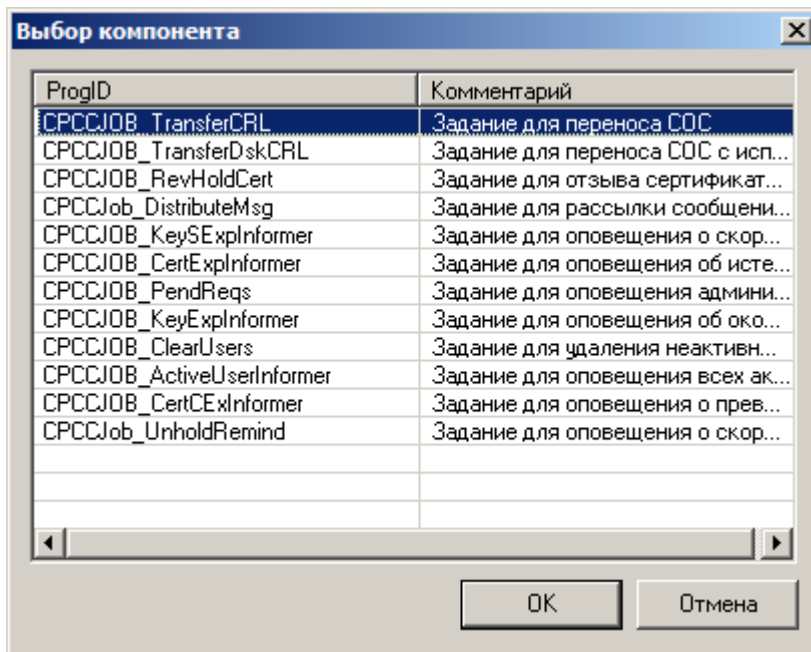 Выбор компонента
ProgID Комментарий
CPCCJOB_TransferCRL Задание для переноса СОС
CPCCJOB_TransferDskCRL Задание для переноса СОС с исп...
CPCCJOB_RevHoldCert Задание для отзыва сертификат...
CPCCJob_DistributeMsg Задание для рассылки сообщени...
CPCCJOB_KeySExpInformer Задание для оповещения о скор...
CPCCJOB_CertExpInformer Задание для оповещения об исте...
CPCCJOB_PendReqs Задание для оповещения админи...
CPCCJOB_KeyExpInformer Задание для оповещения об око...
CPCCJOB_ClearUsers Задание для удаления неактивн...
CPCCJOB_ActiveUserInformer Задание для оповещения всех ак...
CPCCJOB_CertCExInformer Задание для оповещения о прев...
CPCCJob_UnholdRemind Задание для оповещения о скор...
OK Отмена